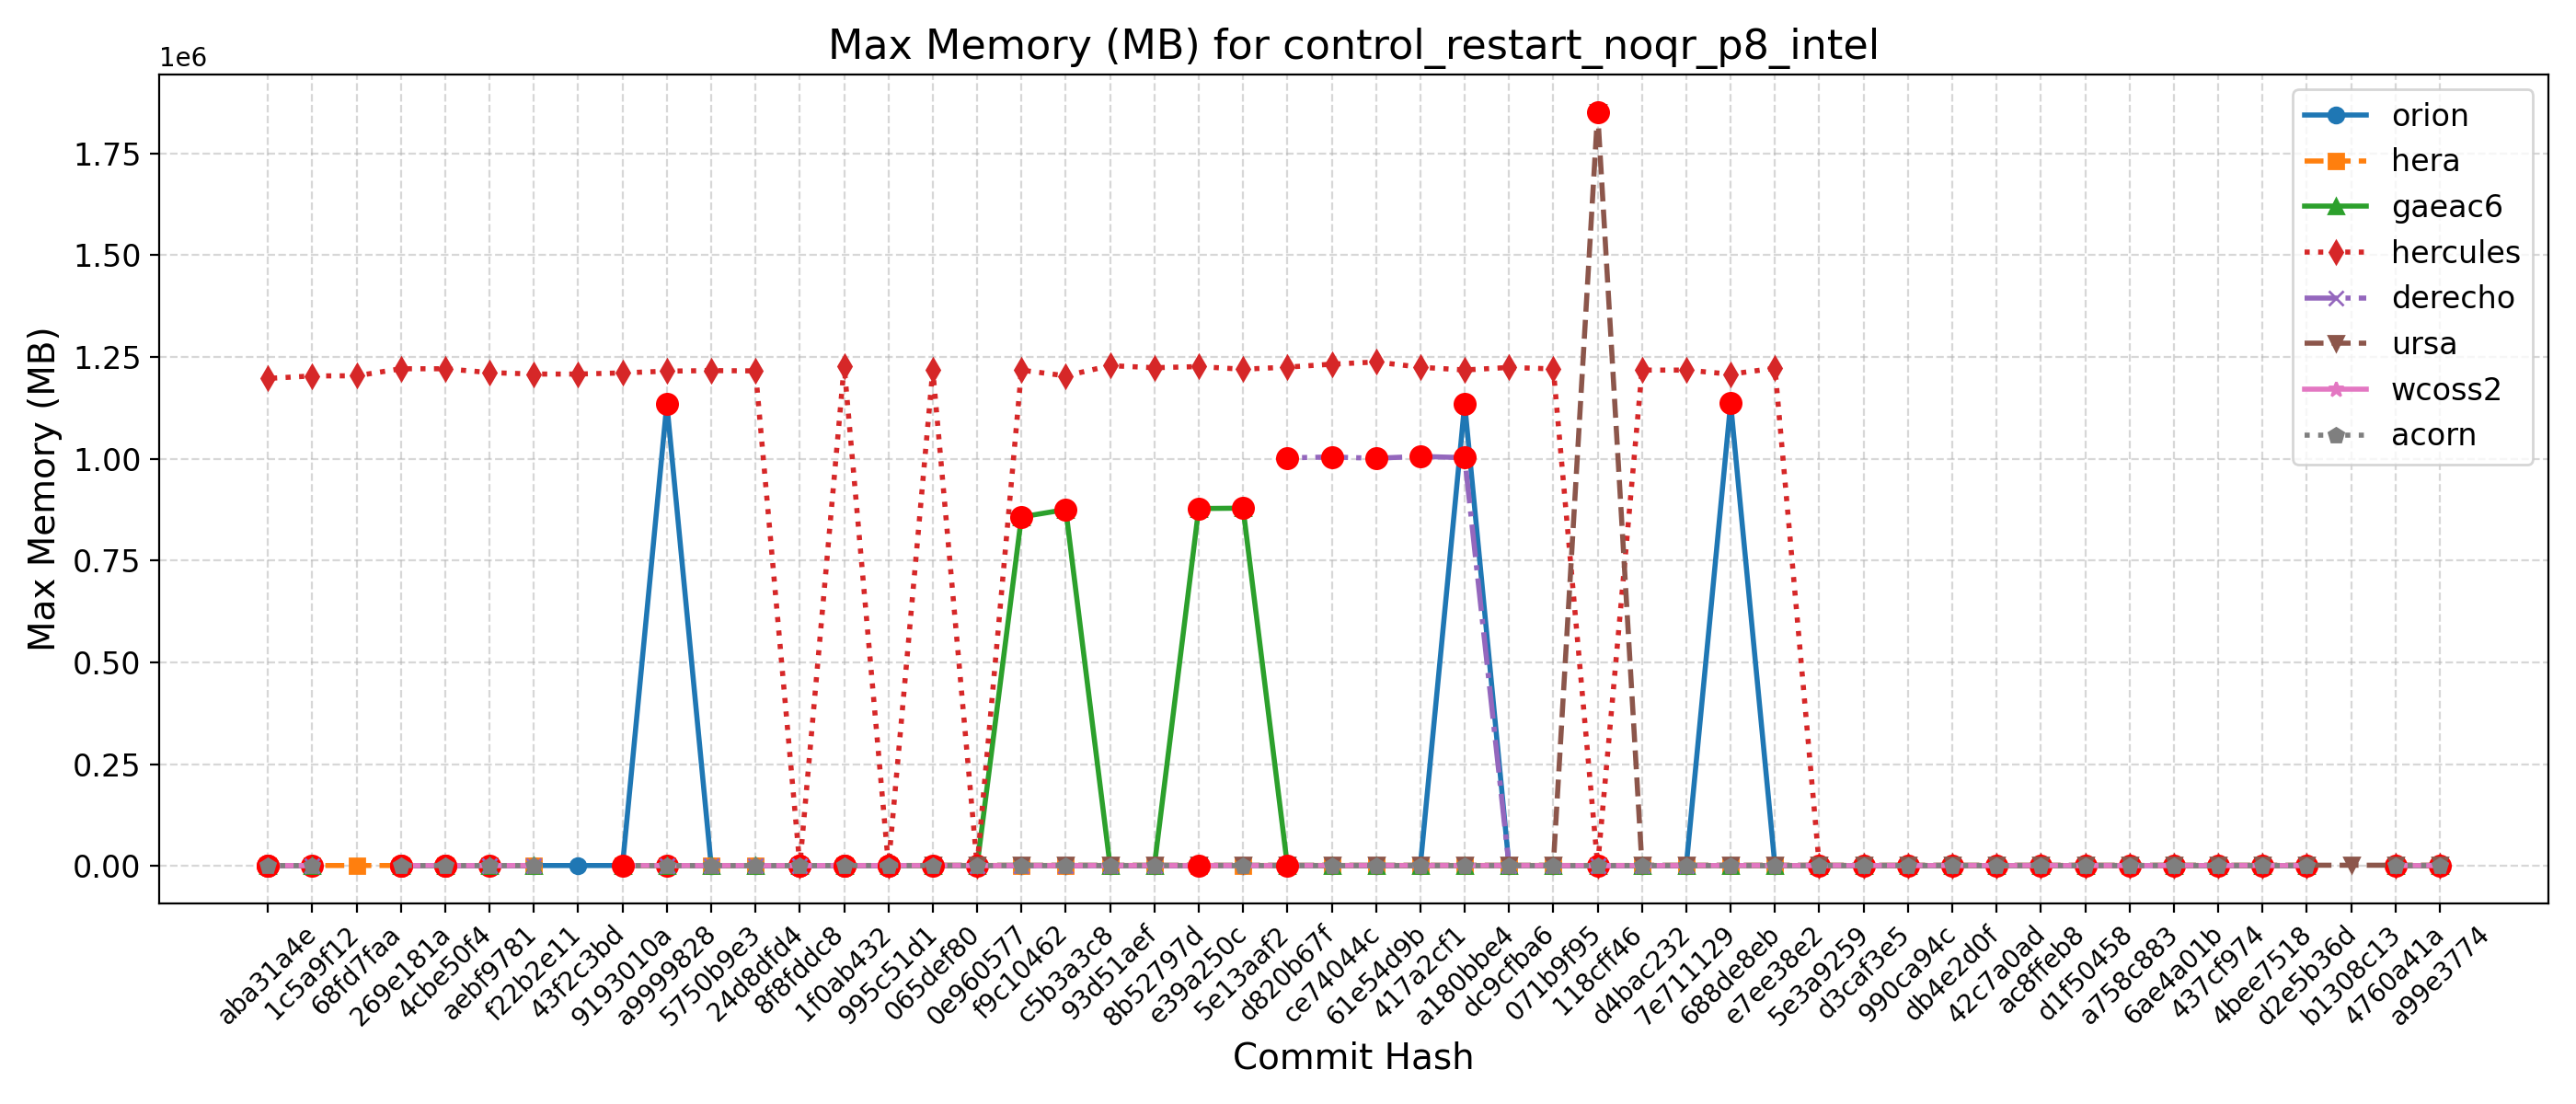 Max Memory (MB) for control_restart_noqr_p8_intel
1e6
1.75
1.50
1.25
1.00
0.75
0.50
0.25
0.00
Max Memory (MB)
orion
hera
gaeac6
hercules
derecho
ursa
wcoss2
acorn
aba31a4e
1c5a9f12
68fd7faa
269e181a
4cbe50f4
aebf9781
f22b2e11
43f2c3bd
9193010a
a9999828
5750b9e3
24d8dfd4
8f8fddc8
1f0ab432
995c51d1
065def80
0e960577
f9c10462
c5b3a3c8
93d51aef
8b52797d
e39a250c
5e13aaf2
d820b67f
ce74044c
61e54d9b
417a2cf1
a180bbe4
dc9cfba6
071b9f95
118cff46
d4bac232
7e711129
688de8eb
e7ee38e2
5e3a9259
d3caf3e5
990ca94c
db4e2d0f
42c7a0ad
ac8ffeb8
d1f50458
a758c883
6ae4a01b
437cf974
4bee7518
d2e5b36d
b1308c13
4760a41a
a99e3774
Commit Hash